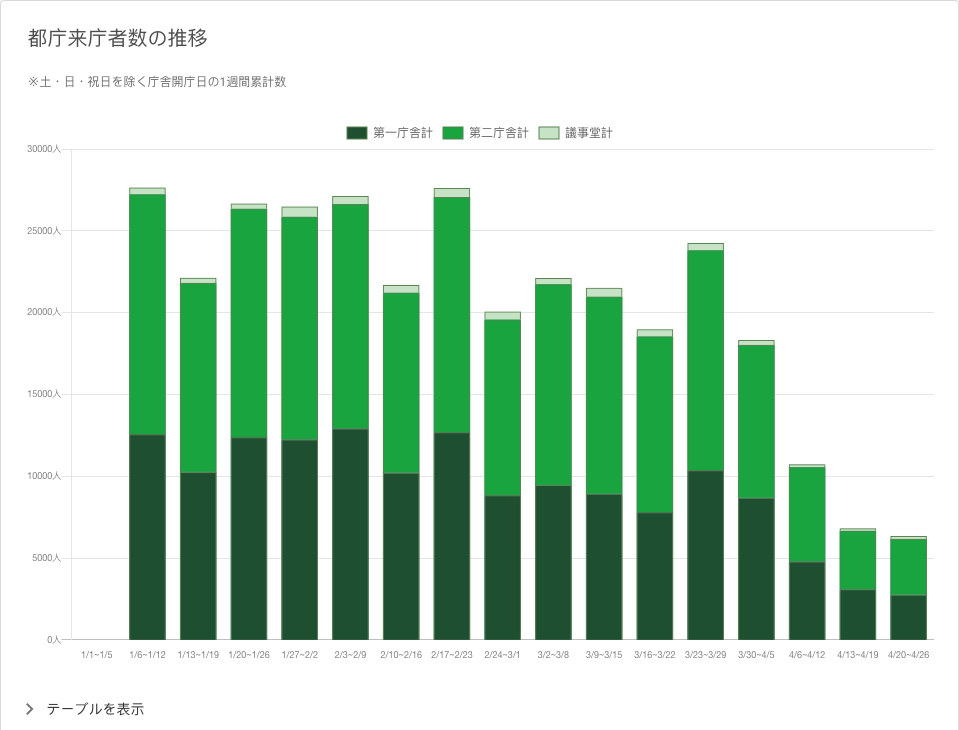 都庁来庁者数の推移
※土・日・祝日を除く庁舎開庁日の1週間累計数
第一庁舎計 第二庁舎計 議事堂計
30000人
25000人
20000人
15000人
10000人
5000人
0人
1/1~1/5 1/6~1/12 1/13~1/19 1/20~1/26 1/27~2/2 2/3~2/9 2/10~2/16 2/17~2/23 2/24~3/1 3/2~3/8 3/9~3/15 3/16~3/22 3/23~3/29 3/30~4/5 4/6~4/12 4/13~4/19 4/20~4/26
テーブルを表示